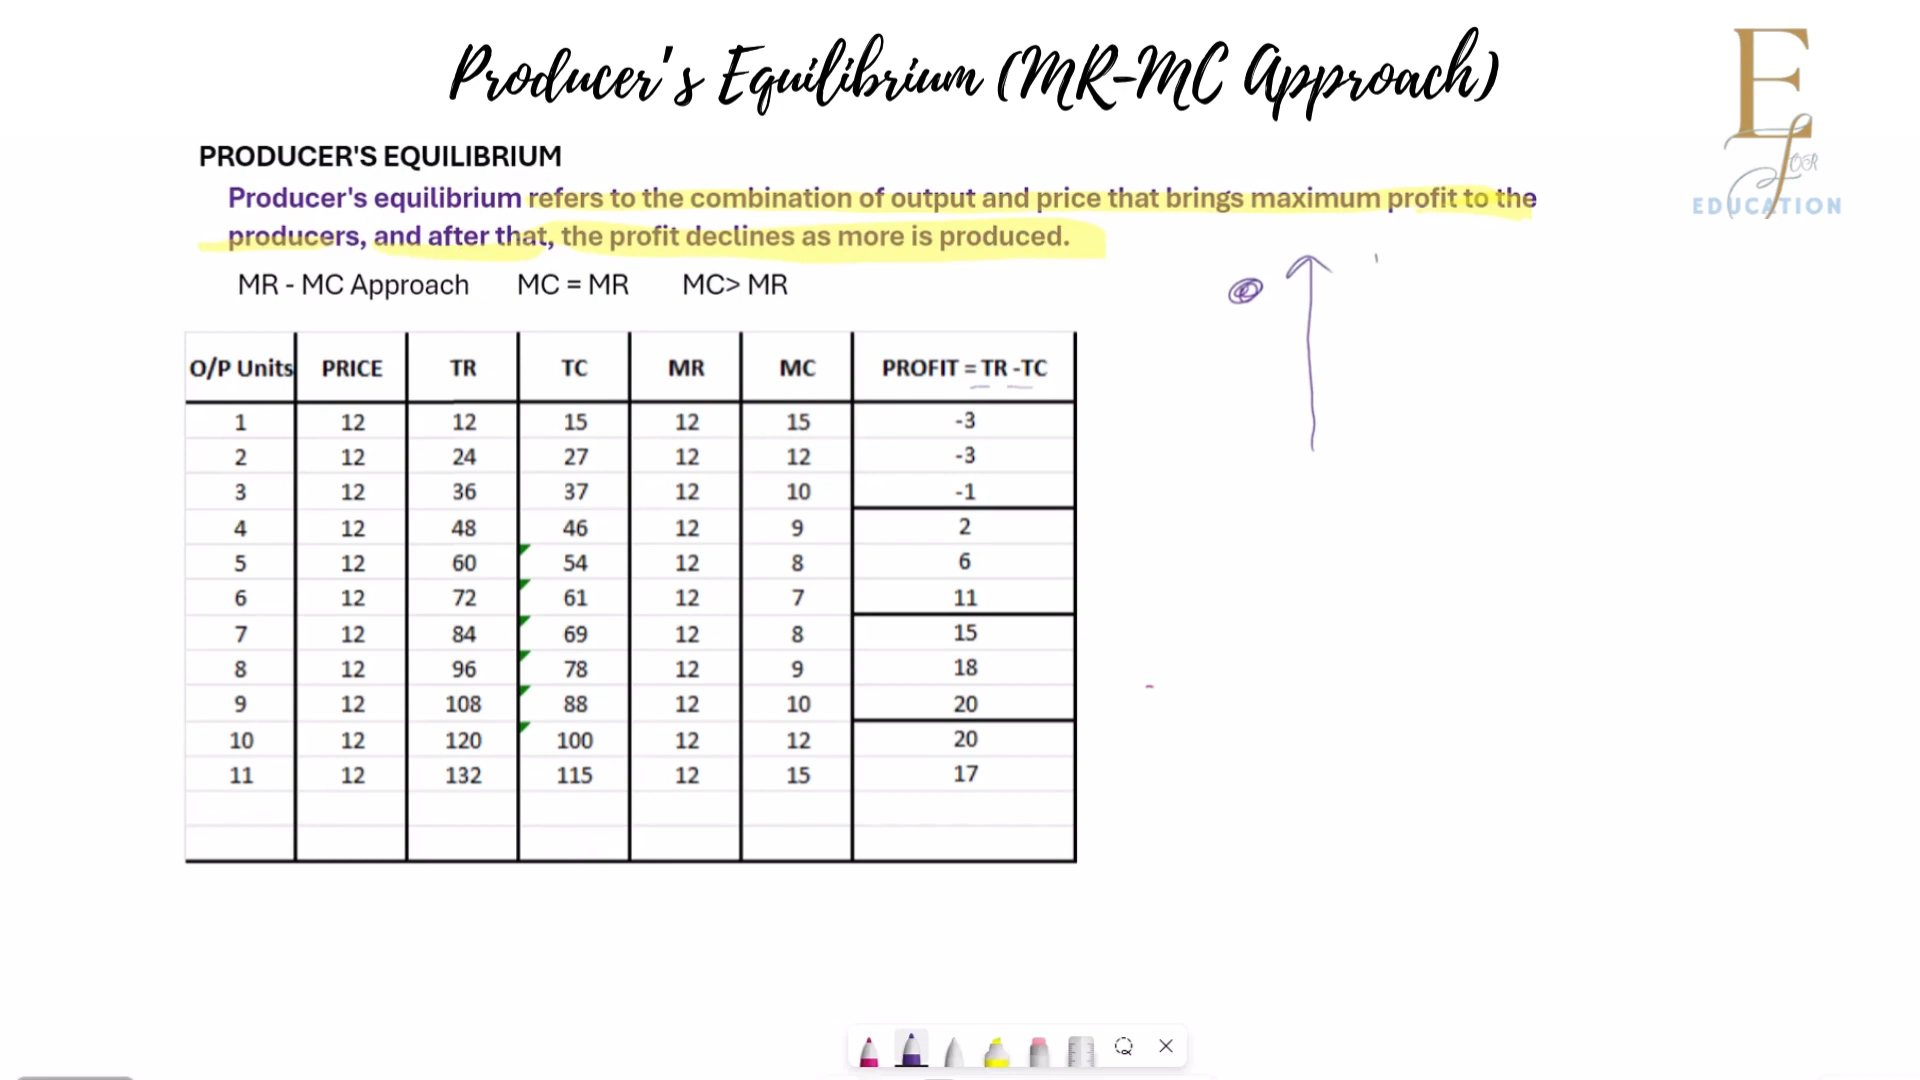 Producer's Equilibrium (MR-MC Approach)
E
for
EDUCATION
PRODUCER'S EQUILIBRIUM
Producer's equilibrium refers to the combination of output and price that brings maximum profit to the
producers, and after that, the profit declines as more is produced.
MR - MC Approach MC = MR MC> MR
O/P Units PRICE TR TC MR MC PROFIT = TR -TC
1 12 12 15 12 15 -3
2 12 24 27 12 12 -3
3 12 36 37 12 10 -1
4 12 48 46 12 9 2
5 12 60 54 12 8 6
6 12 72 61 12 7 11
7 12 84 69 12 8 15
8 12 96 78 12 9 18
9 12 108 88 12 10 20
10 12 120 100 12 12 20
11 12 132 115 12 15 17